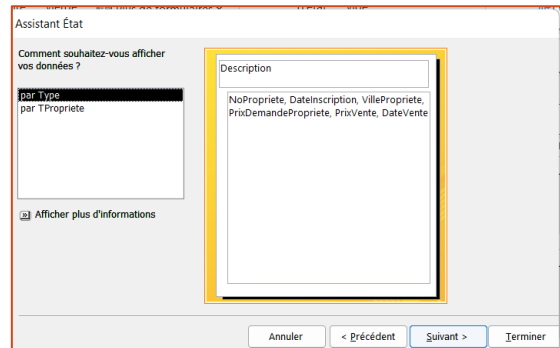 Assistant État
Comment souhaitez-vous afficher
vos données ?
par Type
par TPropriete
Afficher plus d'informations
Description
NoPropriete, DateInscription, VillePropriete,
PrixDemandePropriete, PrixVente, DateVente
Annuler
< Précédent
Suivant >
Terminer